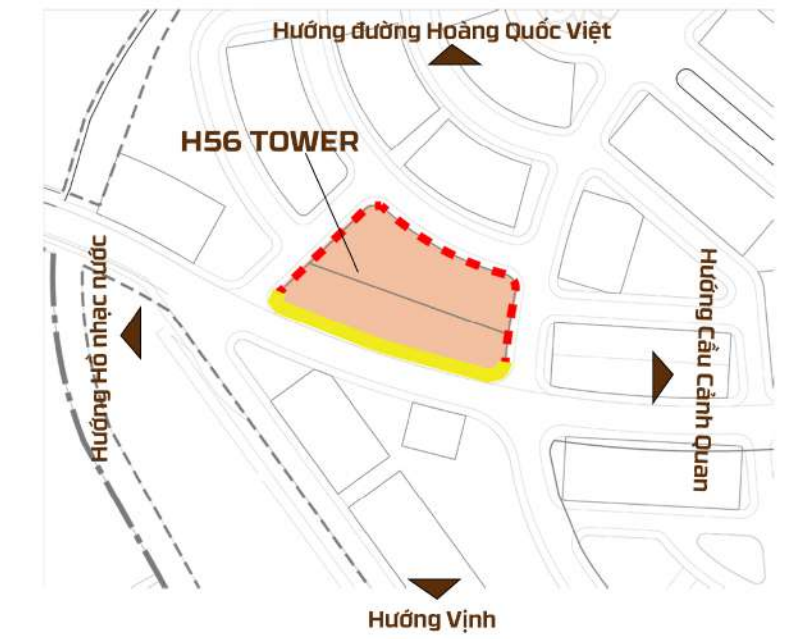 Hướng đường Hoàng Quốc Việt
H56 TOWER
Hướng Hồ nhạc nước
Hướng Cầu Cảnh Quan
Hướng Vịnh